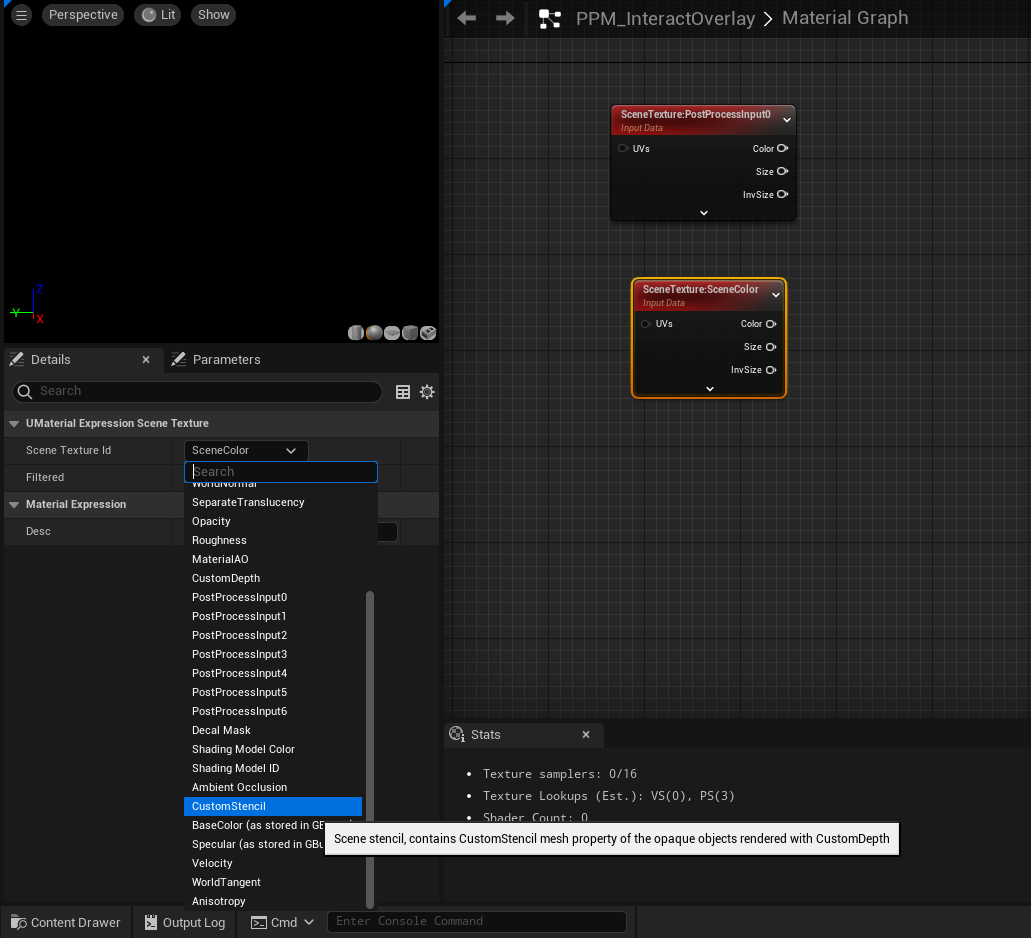 Perspective
Lit
Show
Z
Y
X
PPM_InteractOverlay
Material Graph
SceneTexture:PostProcessInput0
Input Data
UVs
Color
Size
InvSize
SceneTexture:SceneColor
Input Data
UVs
Color
Size
InvSize
Details
Parameters
Search
UMaterial Expression Scene Texture
Scene Texture Id
SceneColor
Filtered
Search
Material Expression
Desc
WorldNormal
SeparateTranslucency
Opacity
Roughness
MaterialAO
CustomDepth
PostProcessInput0
PostProcessInput1
PostProcessInput2
PostProcessInput3
PostProcessInput4
PostProcessInput5
PostProcessInput6
Decal Mask
Shading Model Color
Shading Model ID
Ambient Occlusion
CustomStencil
BaseColor (as stored in GE
Specular (as stored in GBu
Velocity
WorldTangent
Anisotropy
Stats
Texture samplers: 0/16
Texture Lookups (Est.): VS(0), PS(3)
Shader Count: 0
Scene stencil, contains CustomStencil mesh property of the opaque objects rendered with CustomDepth
Content Drawer
Output Log
Cmd
Enter Console Command